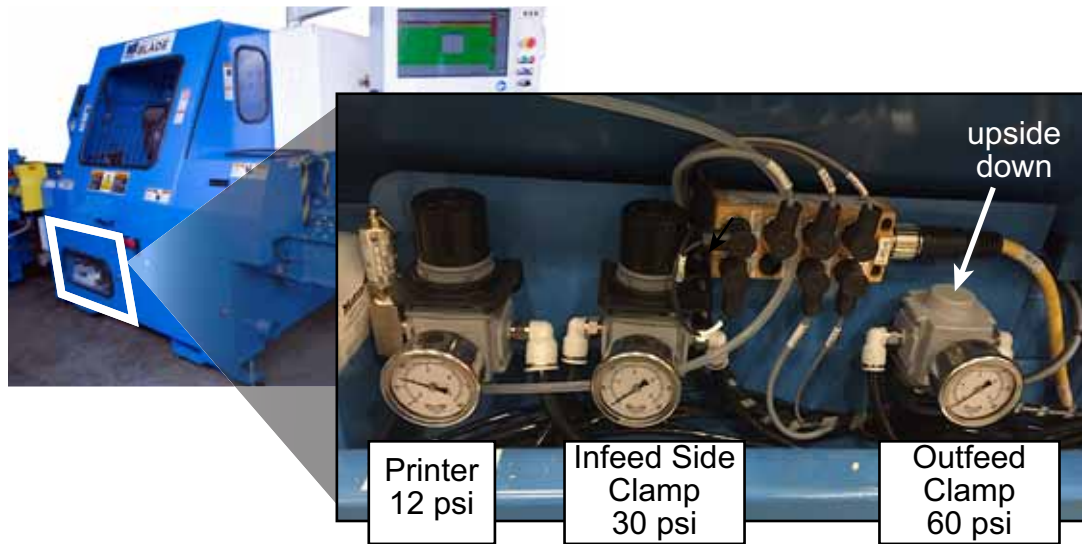 BLADE
upside
down
Printer
12 psi
Infeed Side
Clamp
30 psi
Outfeed
Clamp
60 psi